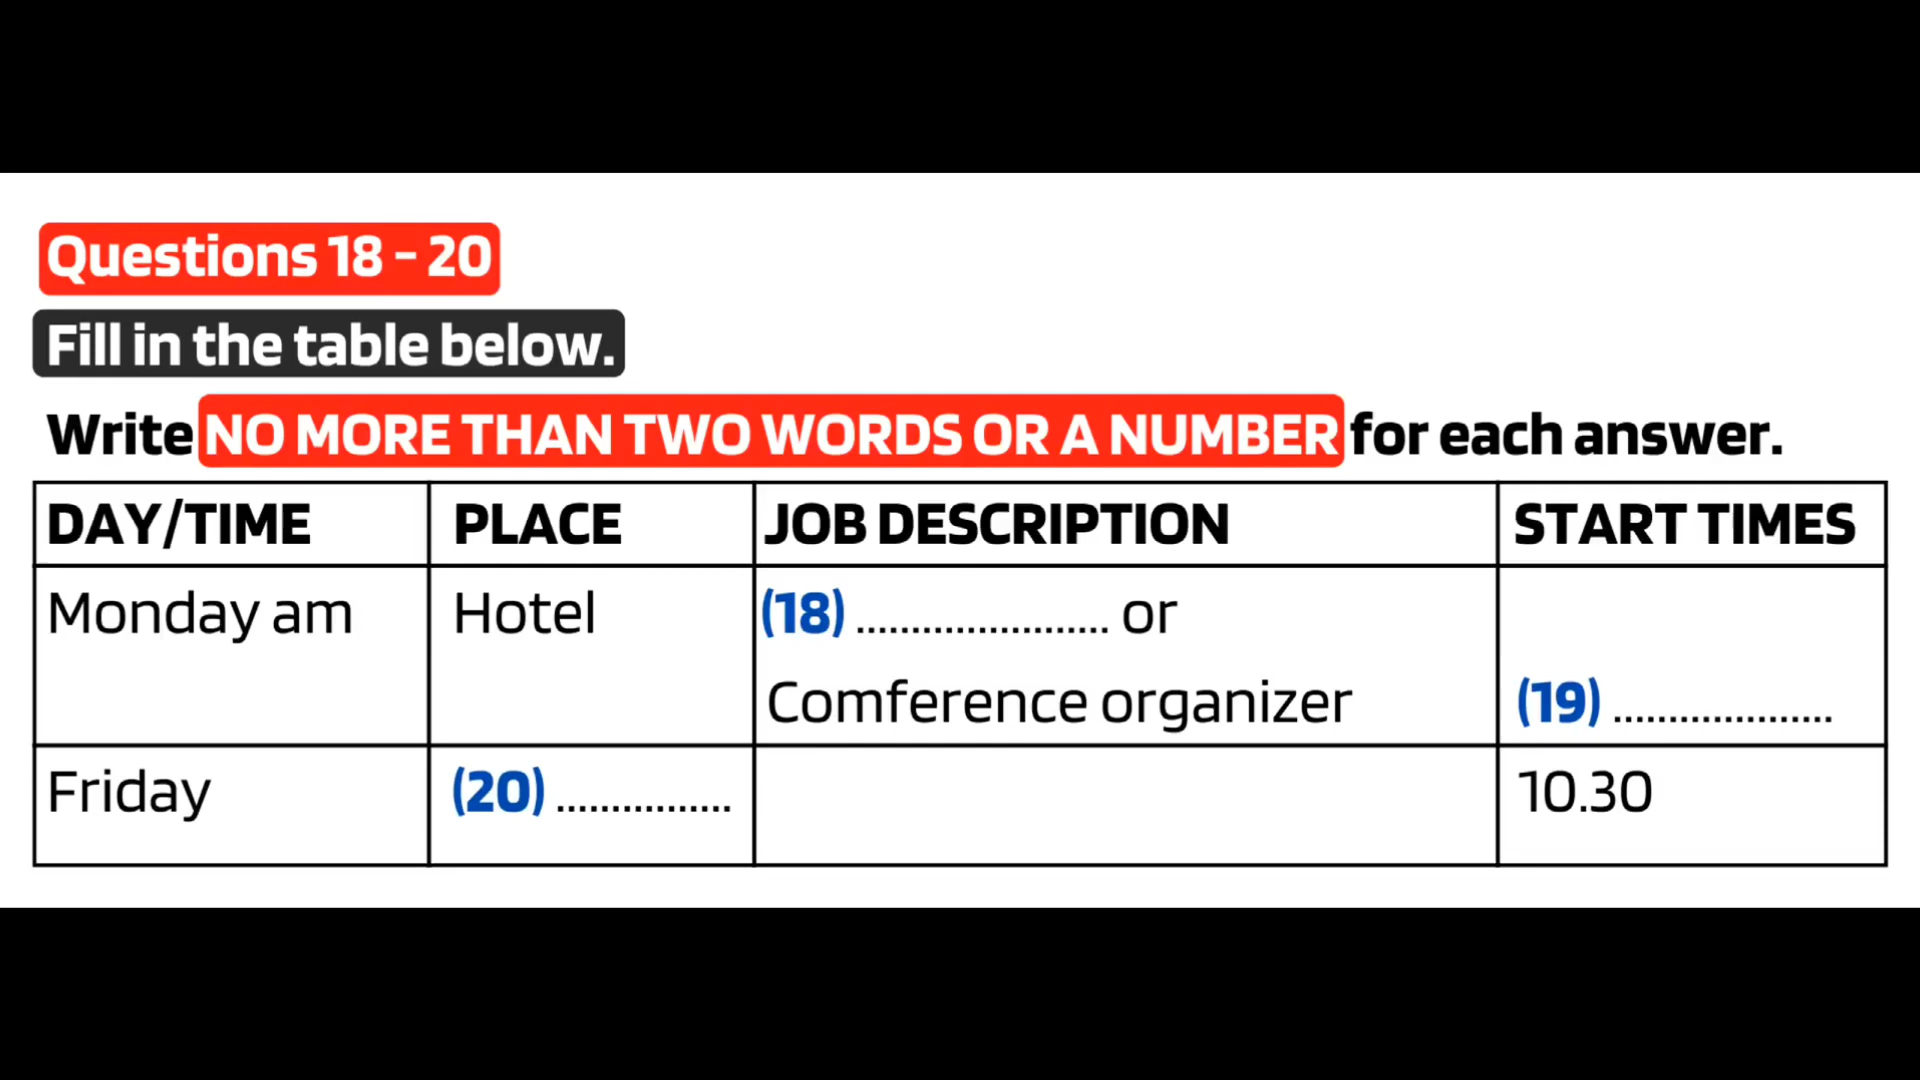 Questions 18 – 20
Fill in the table below.
Write NO MORE THAN TWO WORDS OR A NUMBER for each answer.
DAY/TIME PLACE JOB DESCRIPTION START TIMES
Monday am Hotel (18) ....................... or
Comference organizer (19) ....................
Friday (20) ................ 10.30